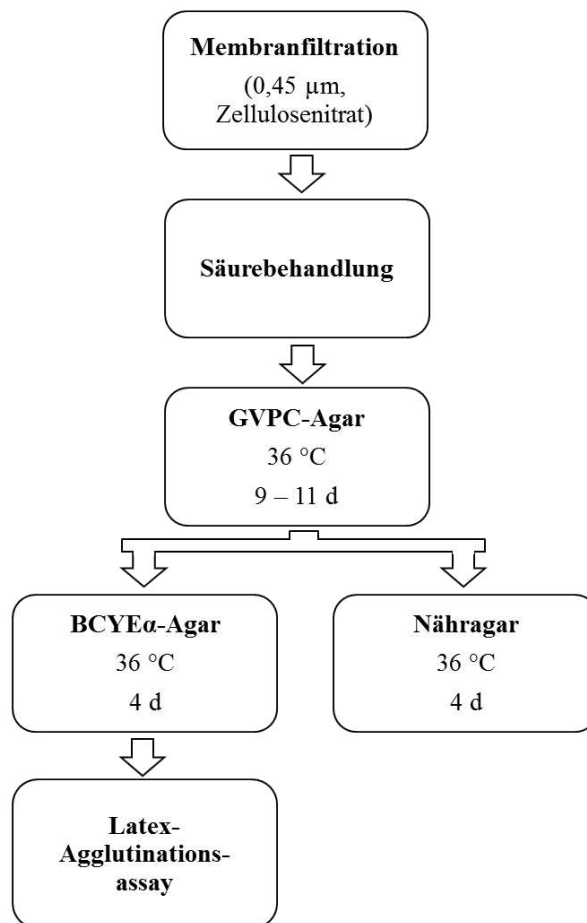 Membranfiltration
(0,45 µm,
Zellulosenitrat)
Säurebehandlung
GVPC-Agar
36 °C
9 – 11 d
BCYEα-Agar
36 °C
4 d
Nähragar
36 °C
4 d
Latex-
Agglutinations-
assay